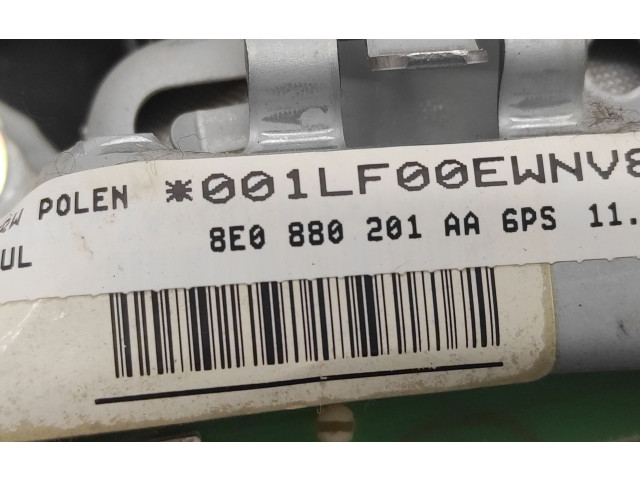 POLEN *001LF00EWNV8
UL 8E0 880 201 AA 6PS 11.